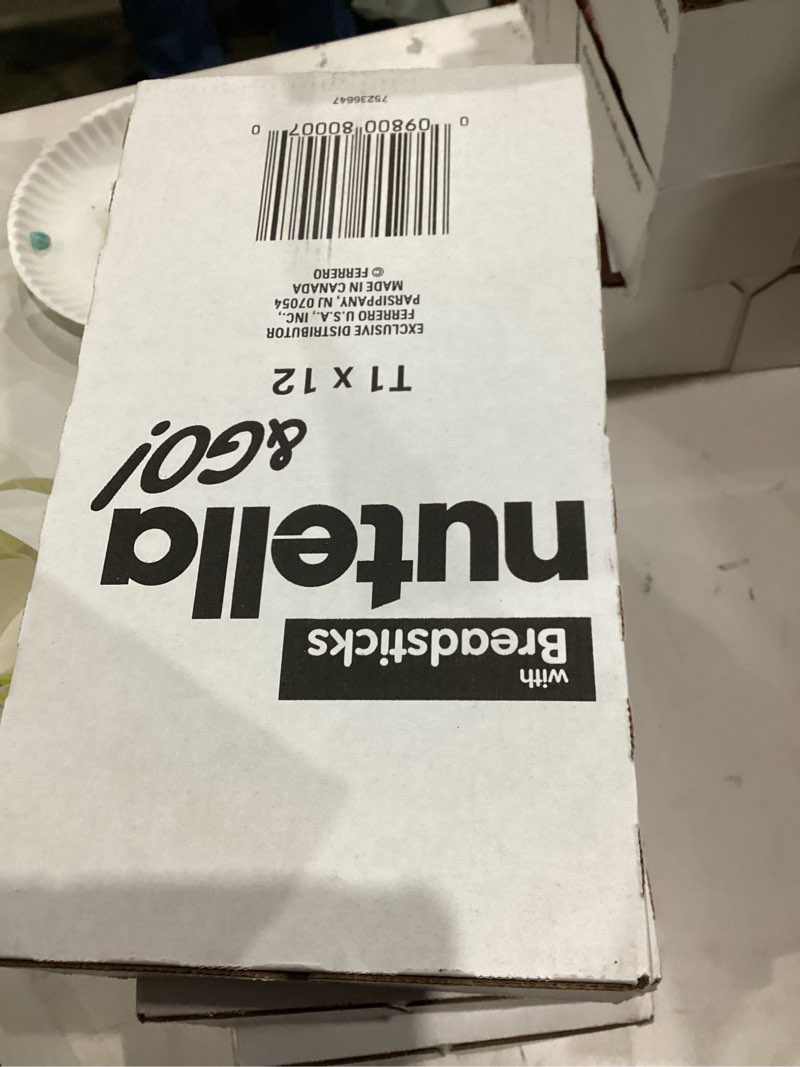 with
Breadsticks
nutella
&GO!
T1 x 12
EXCLUSIVE DISTRIBUTOR
FERRERO U.S.A., INC.,
PARSIPPANY, NJ 07054
MADE IN CANADA
© FERRERO
0 09800 80007 0
75236647